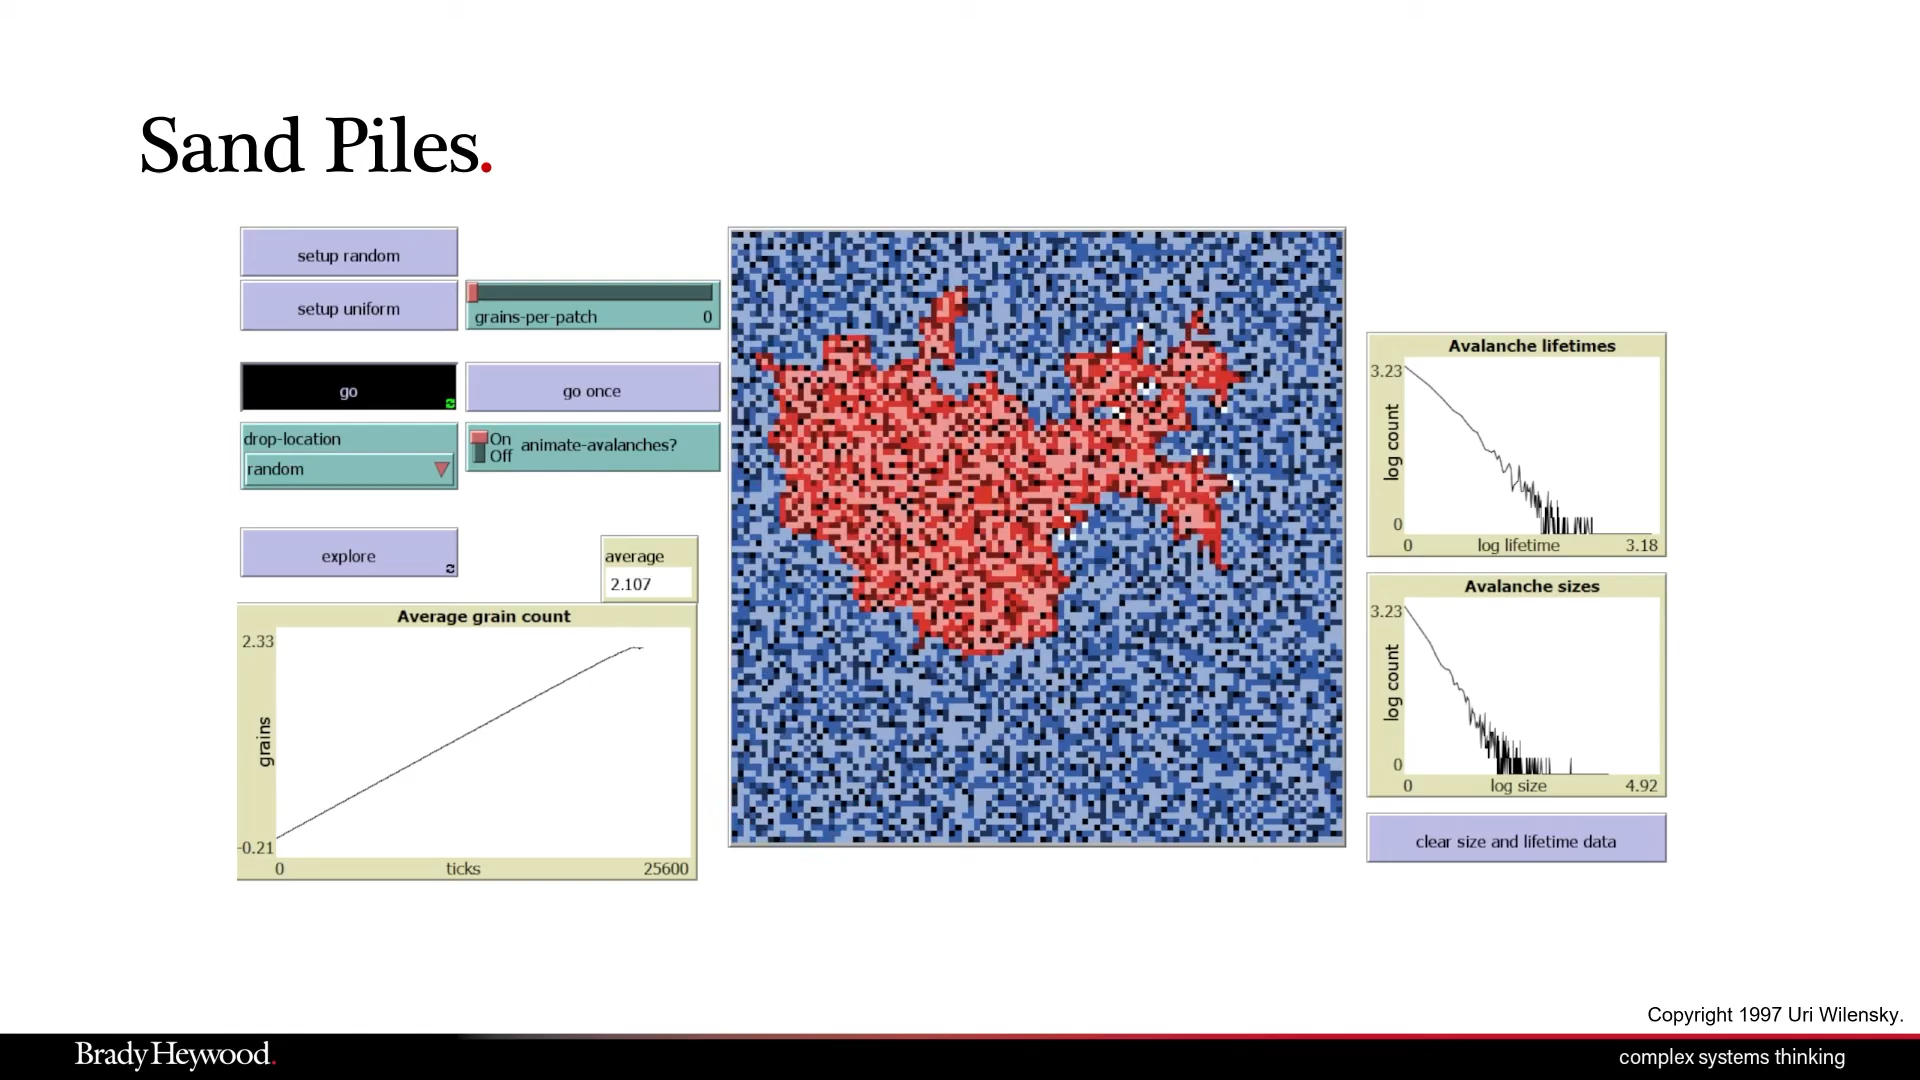 Sand Piles.
setup random
setup uniform
grains-per-patch 0
go
go once
drop-location
random
On
Off
animate-avalanches?
explore
average
2.107
Average grain count
2.33
grains
-0.21
0 ticks 25600
Avalanche lifetimes
3.23
log count
0
0 log lifetime 3.18
Avalanche sizes
3.23
log count
0
0 log size 4.92
clear size and lifetime data
Copyright 1997 Uri Wilensky.
Brady Heywood.
complex systems thinking